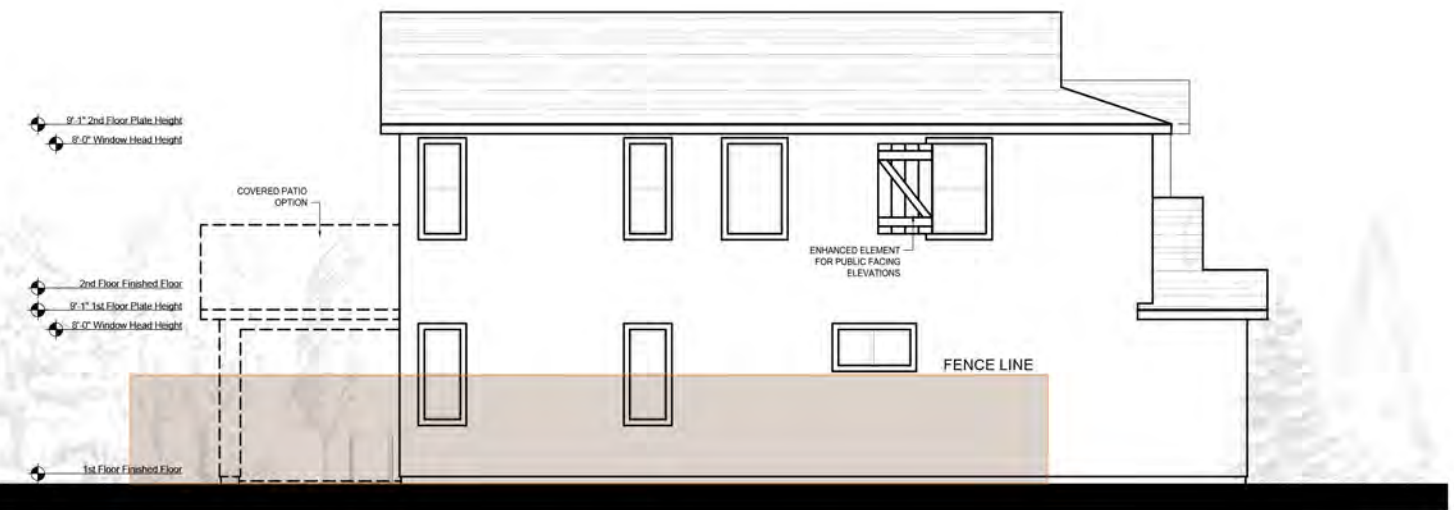 9'-1" 2nd Floor Plate Height
8'-0" Window Head Height
COVERED PATIO
OPTION
ENHANCED ELEMENT
FOR PUBLIC FACING
ELEVATIONS
2nd Floor Finished Floor
9'-1" 1st Floor Plate Height
8'-0" Window Head Height
FENCE LINE
1st Floor Finished Floor